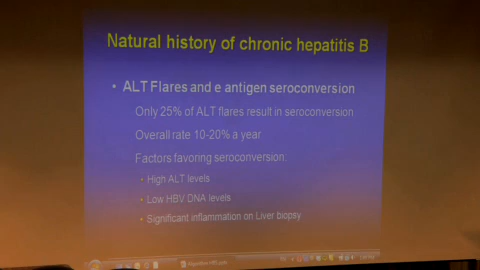 Natural history of chronic hepatitis B
• ALT Flares and e antigen seroconversion
Only 25% of ALT flares result in seroconversion
Overall rate 10-20% a year
Factors favoring seroconversion:
• High ALT levels
• Low HBV DNA levels
• Significant inflammation on Liver biopsy